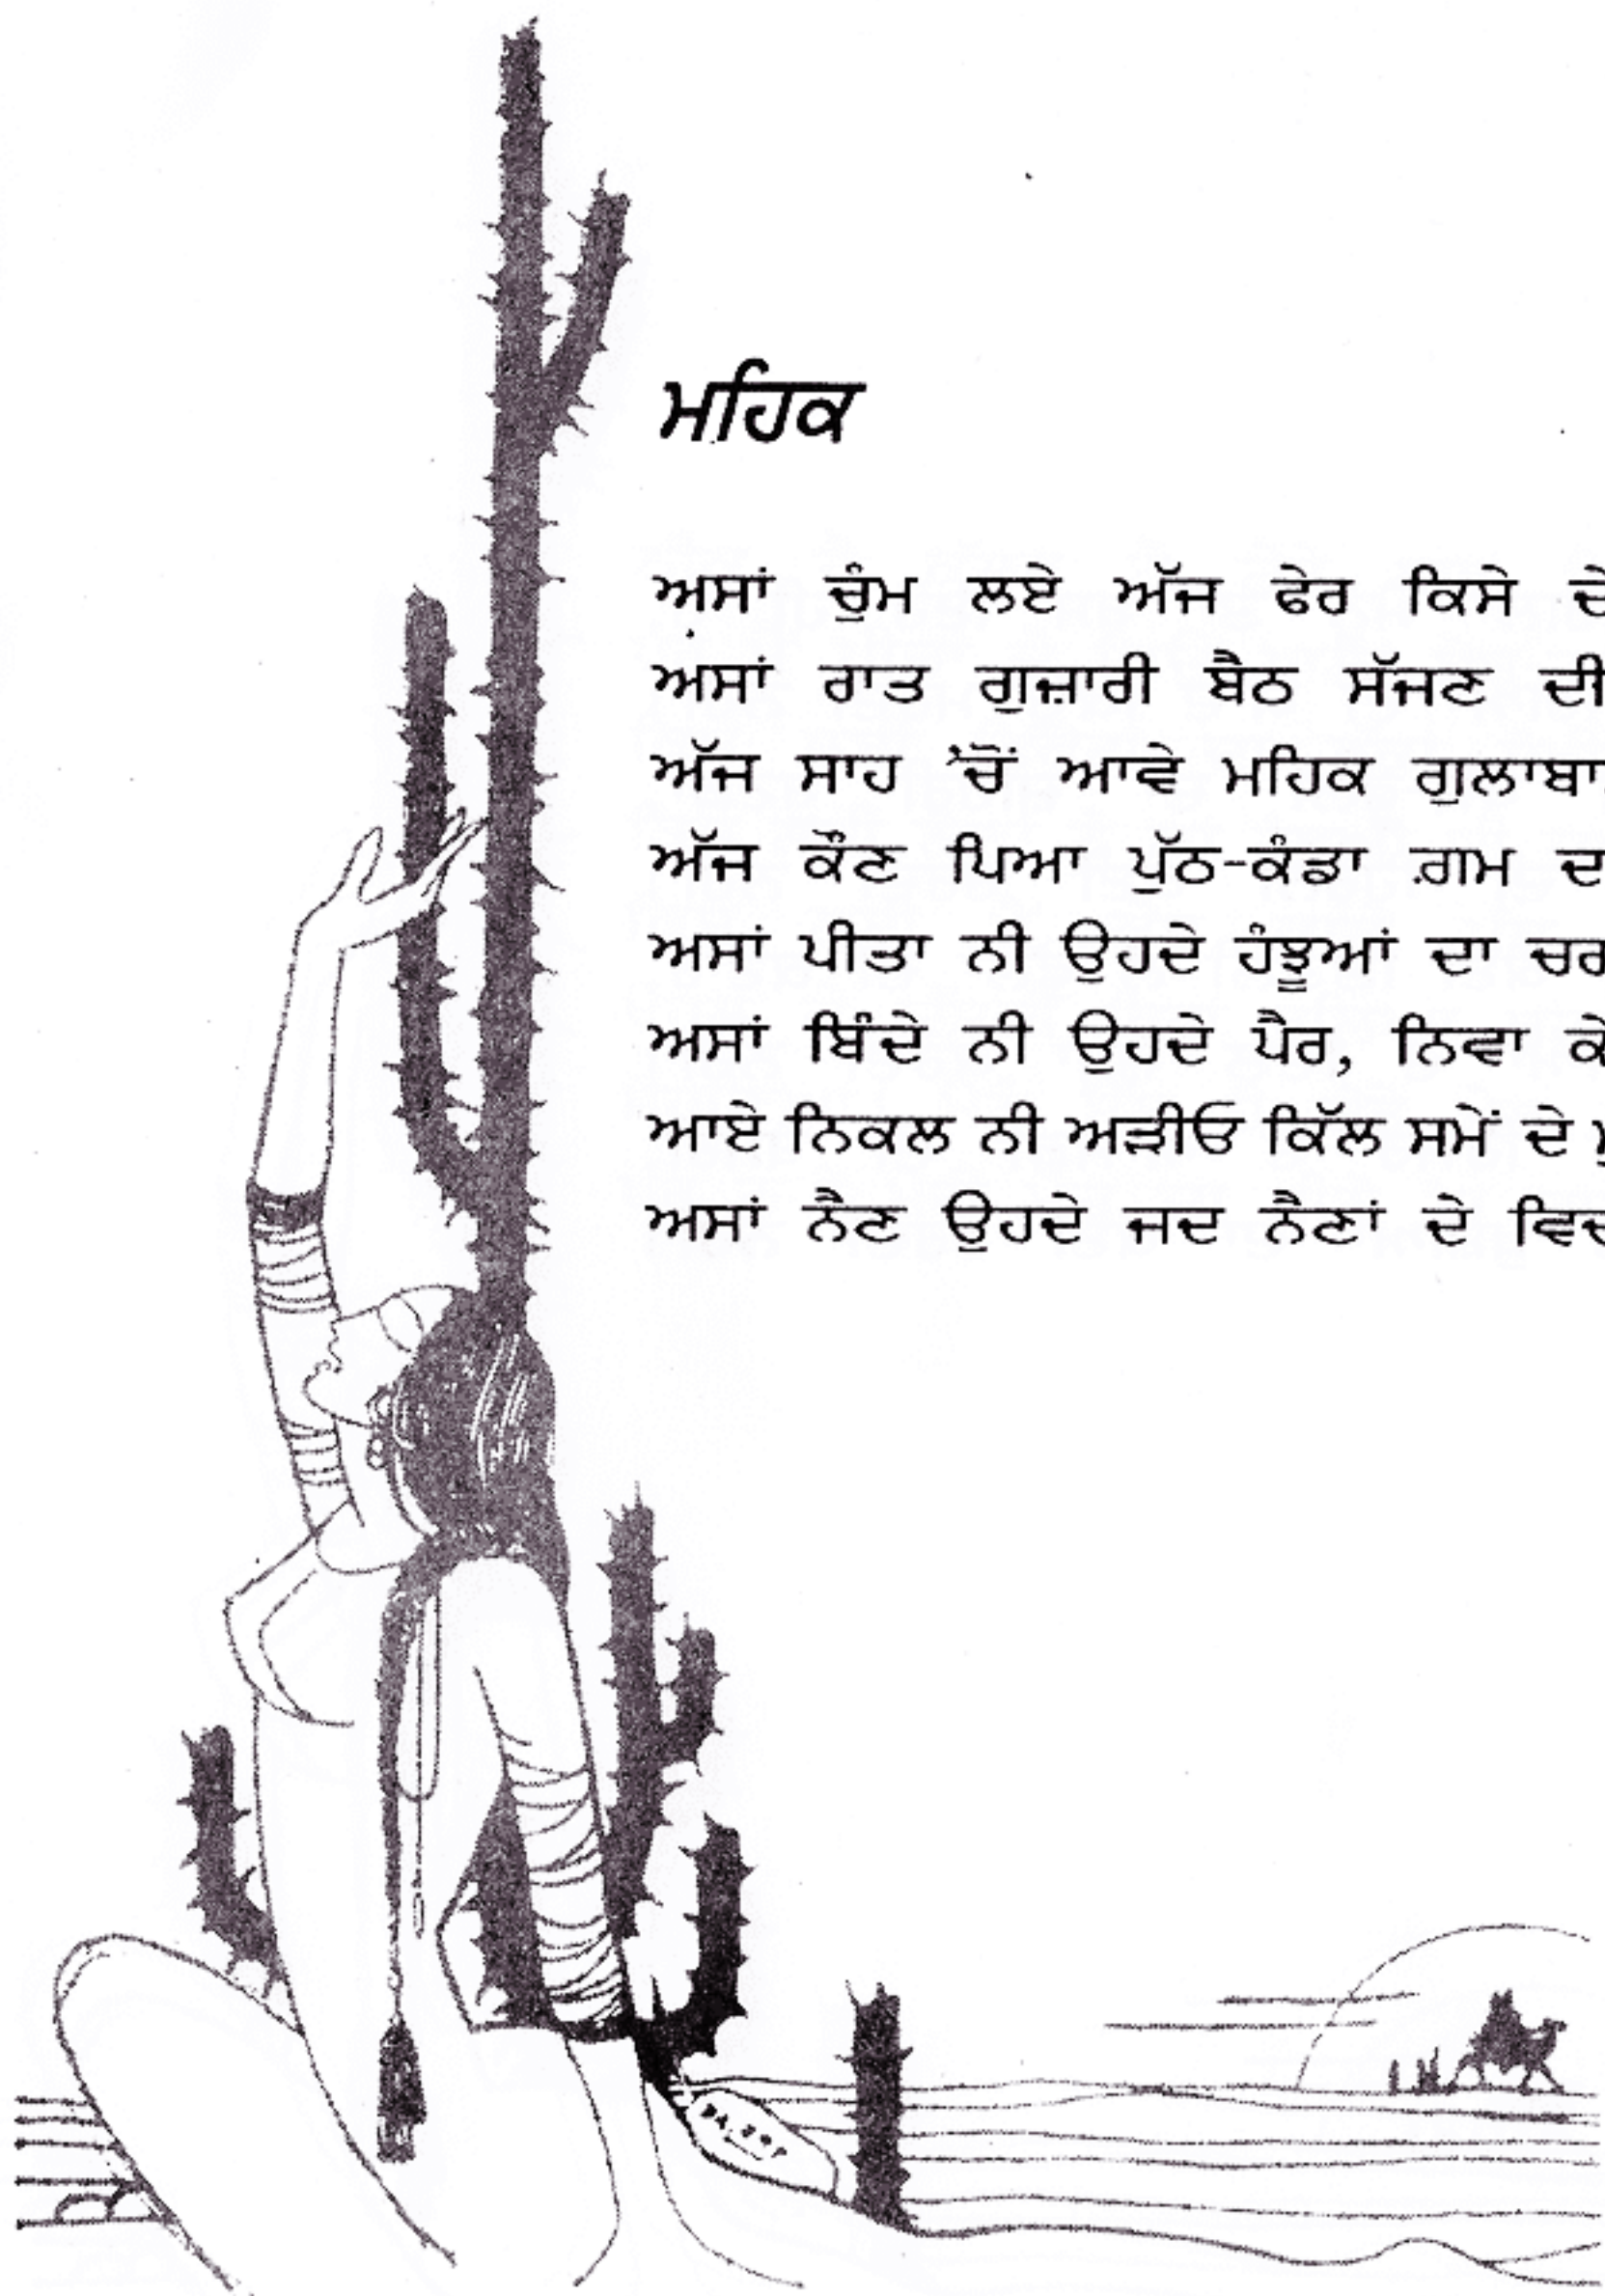 ਮਹਿਕ
ਅਸਾਂ ਚੁੰਮ ਲਏ ਅੱਜ ਫੇਰ ਕਿਸੇ ਦੇ
ਅਸਾਂ ਰਾਤ ਗੁਜ਼ਾਰੀ ਬੈਠ ਸੱਜਣ ਦੀ
ਅੱਜ ਸਾਹ 'ਚੋਂ ਆਵੇ ਮਹਿਕ
ਅੱਜ ਕੌਣ ਪਿਆ ਪੁੱਠ-ਕੰਡਾ ਗ਼ਮ ਦਾ
ਅਸਾਂ ਪੀਤਾ ਨੀ ਉਹਦੇ ਹੰਝੂਆਂ ਦਾ
ਅਸਾਂ ਬਿੰਦੇ ਨੀ ਉਹਦੇ ਪੈਰ, ਨਿਵਾ ਕੇ
ਆਏ ਨਿਕਲ ਨੀ ਅੜੀਓ ਕਿੱਲ ਸਮੇਂ ਦੇ
ਅਸਾਂ ਨੈਣ ਉਹਦੇ ਜਦ ਨੈਣਾਂ ਦੇ